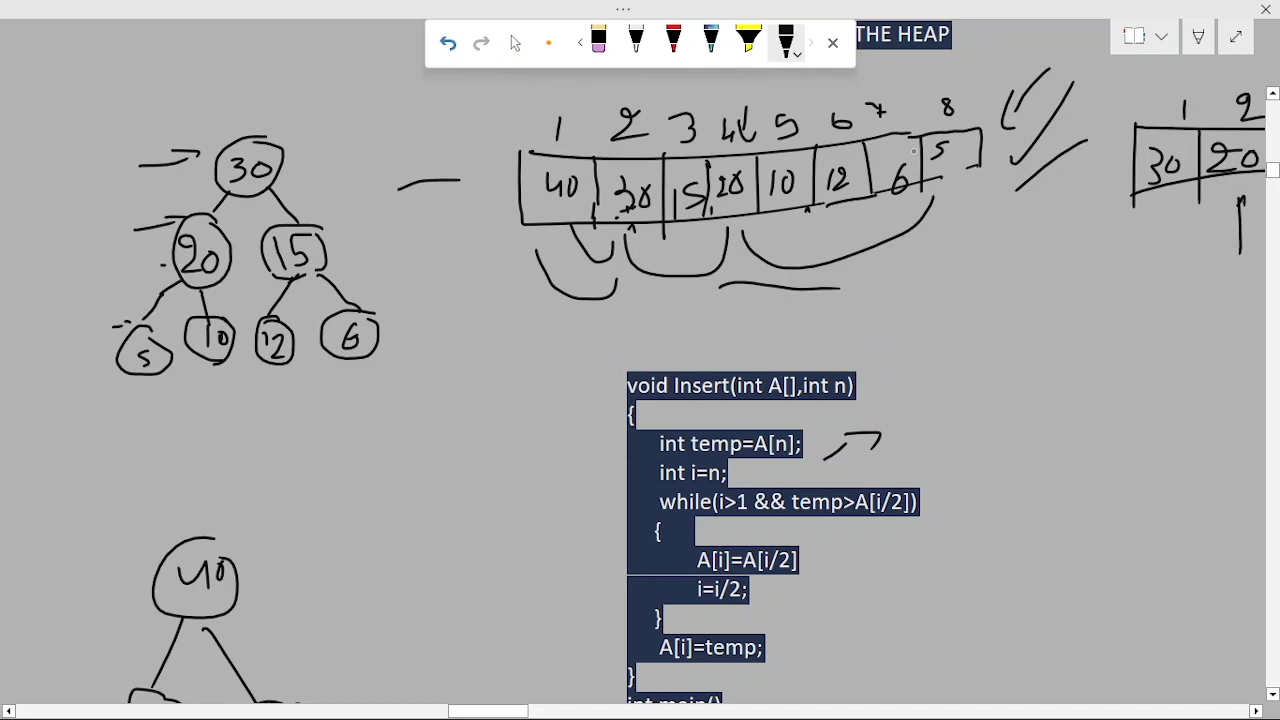 THE HEAP
1 2 3 4 5 6 7 8
40 30 15 20 10 12 6 5
1 2
30 20
30
20 15
5 10 12 6
void Insert(int A[],int n)
{
int temp=A[n];
int i=n;
while(i>1 && temp>A[i/2])
{
A[i]=A[i/2]
i=i/2;
}
A[i]=temp;
}
int main()
40